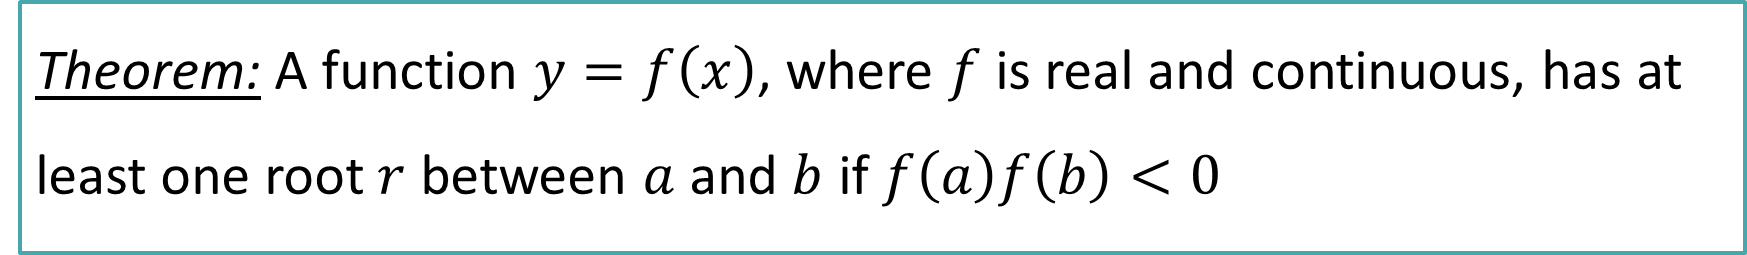 Theorem: A function y = f(x), where f is real and continuous, has at
least one root r between a and b if f(a)f(b) < 0